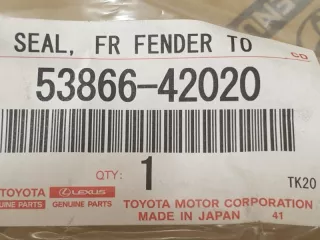 SEAL, FR FENDER TO
53866-42020
QTY: 1
TK20
TOYOTA LEXUS
GENUINE PARTS GENUINE PARTS
TOYOTA MOTOR CORPORATION
MADE IN JAPAN 41